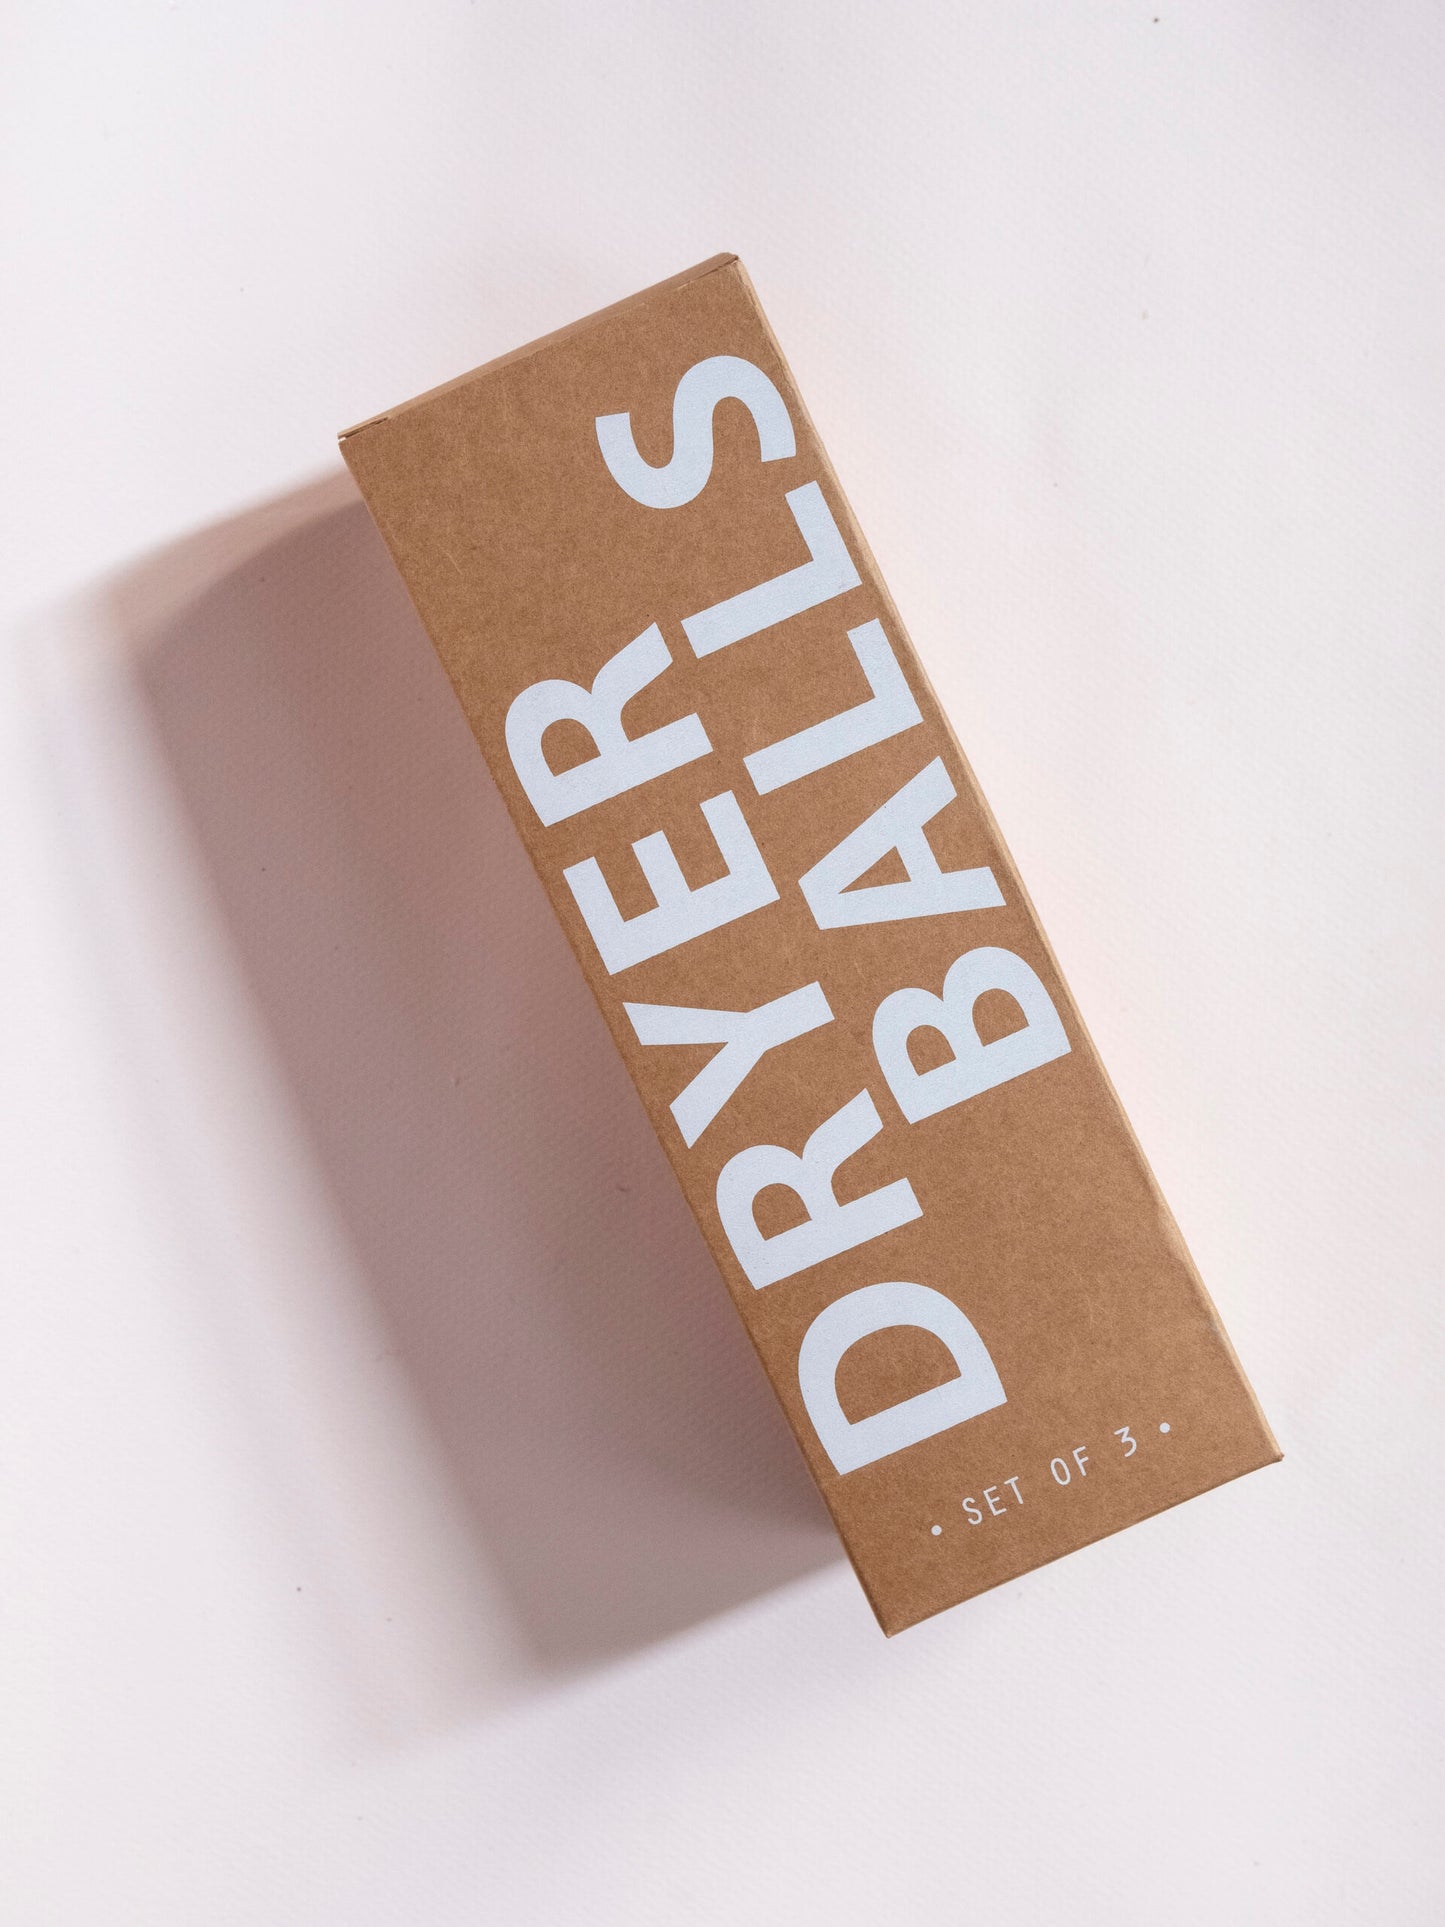 DRYER
BALLS
• SET OF 3 •